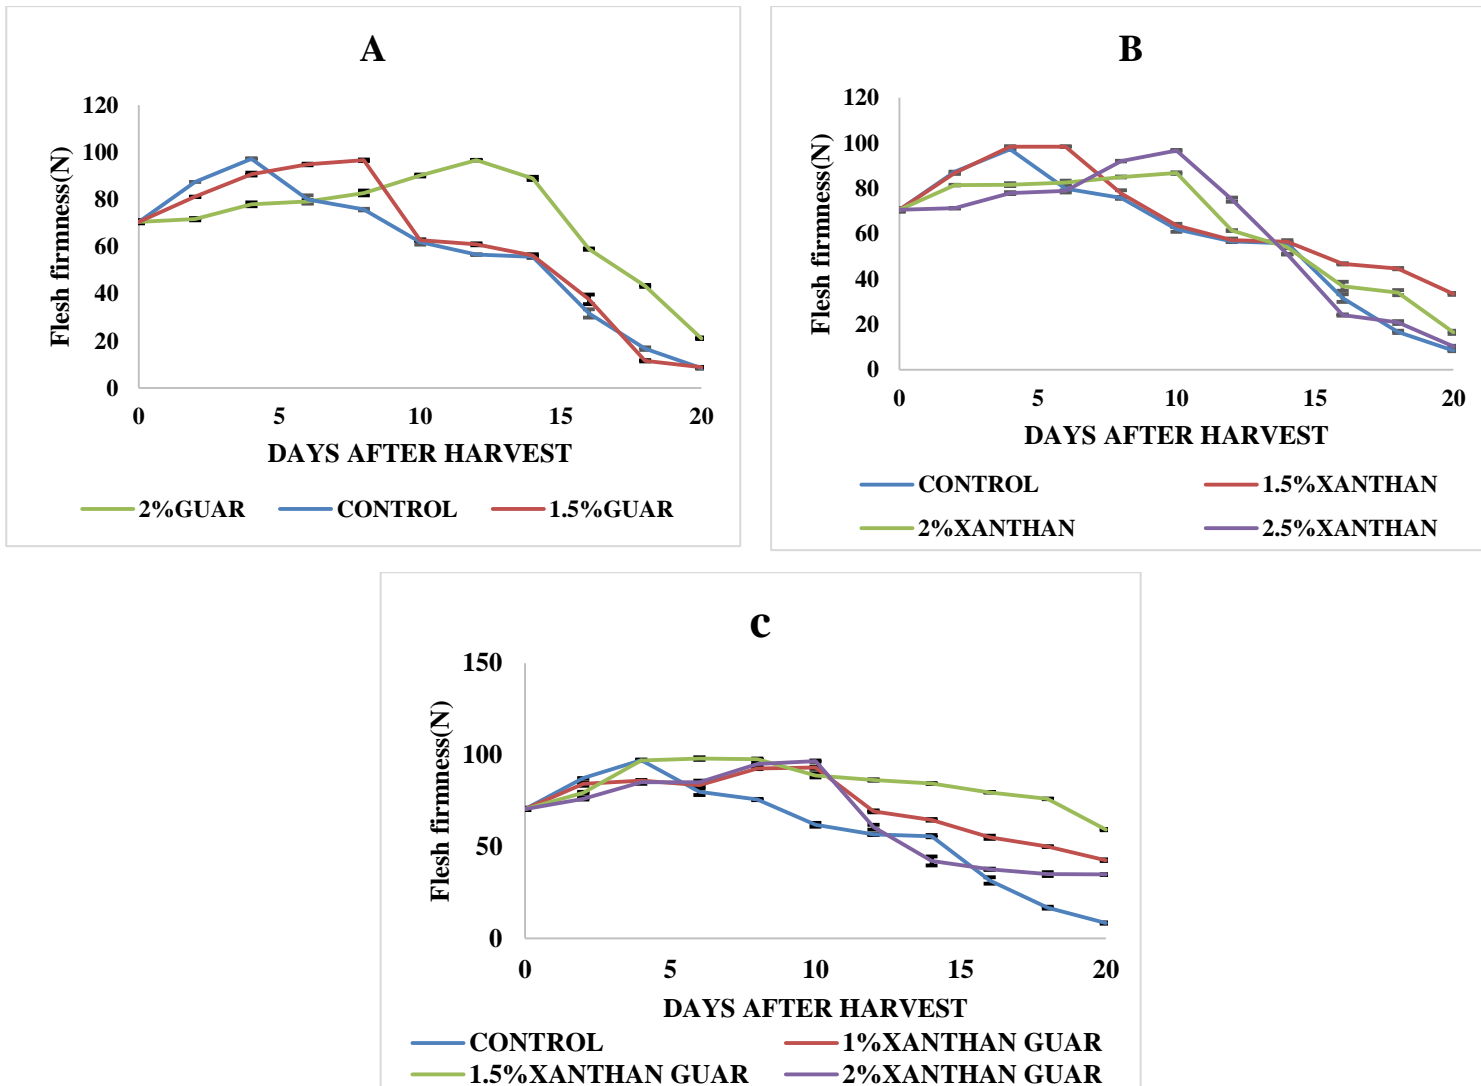 A
120
100
80
60
40
20
0
Flesh firmness(N)
0 5 10 15 20
DAYS AFTER HARVEST
2%GUAR CONTROL 1.5%GUAR
B
120
100
80
60
40
20
0
Flesh firmness(N)
0 5 10 15 20
DAYS AFTER HARVEST
CONTROL 1.5%XANTHAN
2%XANTHAN 2.5%XANTHAN
c
150
100
50
0
Flesh firmness(N)
0 5 10 15 20
DAYS AFTER HARVEST
CONTROL 1%XANTHAN GUAR
1.5%XANTHAN GUAR 2%XANTHAN GUAR